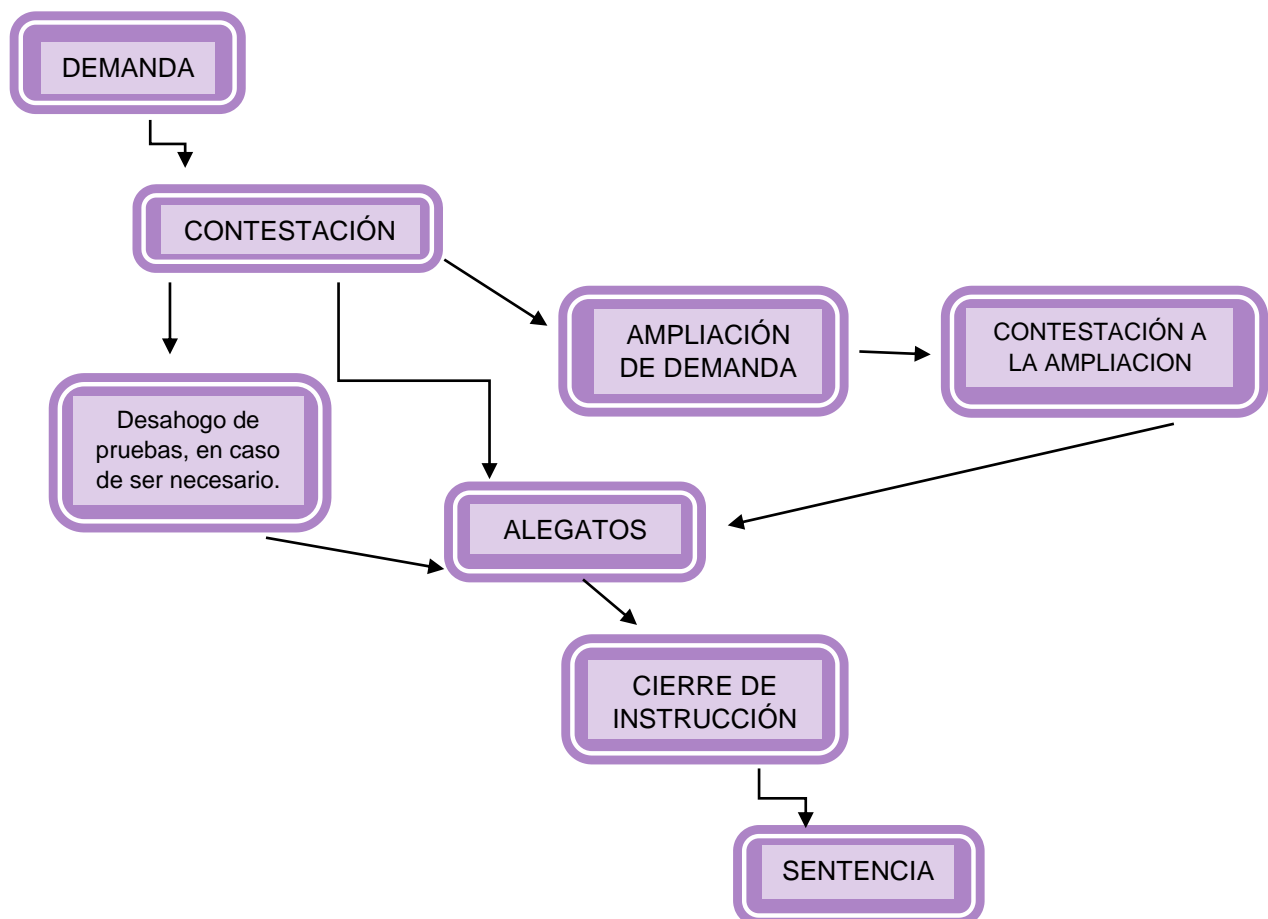 DEMANDA
CONTESTACIÓN
AMPLIACIÓN
DE DEMANDA
CONTESTACIÓN A
LA AMPLIACION
Desahogo de
pruebas, en caso
de ser necesario.
ALEGATOS
CIERRE DE
INSTRUCCIÓN
SENTENCIA